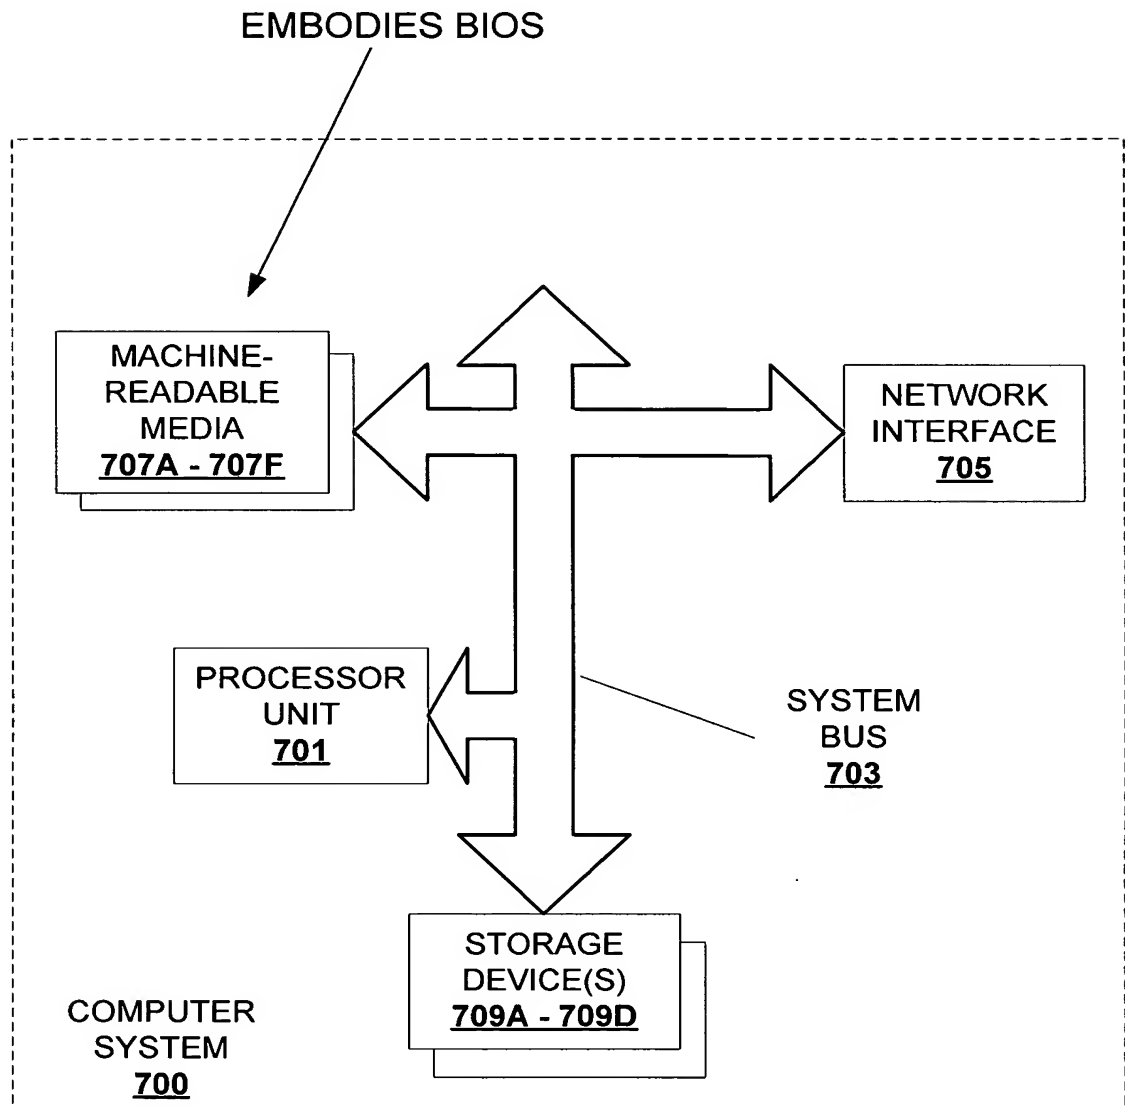 EMBODIES BIOS
MACHINE-
READABLE
MEDIA
707A - 707F
NETWORK
INTERFACE
705
PROCESSOR
UNIT
701
SYSTEM
BUS
703
STORAGE
DEVICE(S)
709A - 709D
COMPUTER
SYSTEM
700